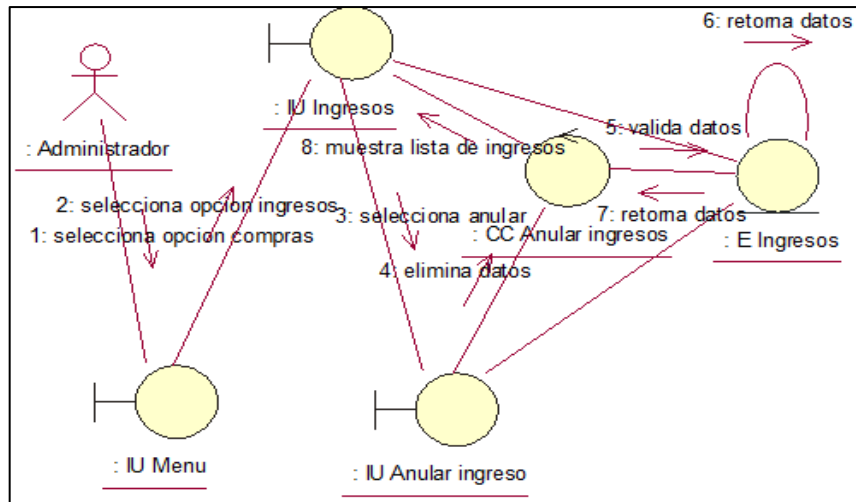 6: retorna datos
: IU Ingresos
: Administrador
8: muestra lista de ingresos
5: valida datos
2: selecciona opcion ingresos
3: selecciona anular
7: retorna datos
1: selecciona opcion compras
: CC Anular ingresos
: E Ingresos
4: elimina datos
: IU Menu
: IU Anular ingreso